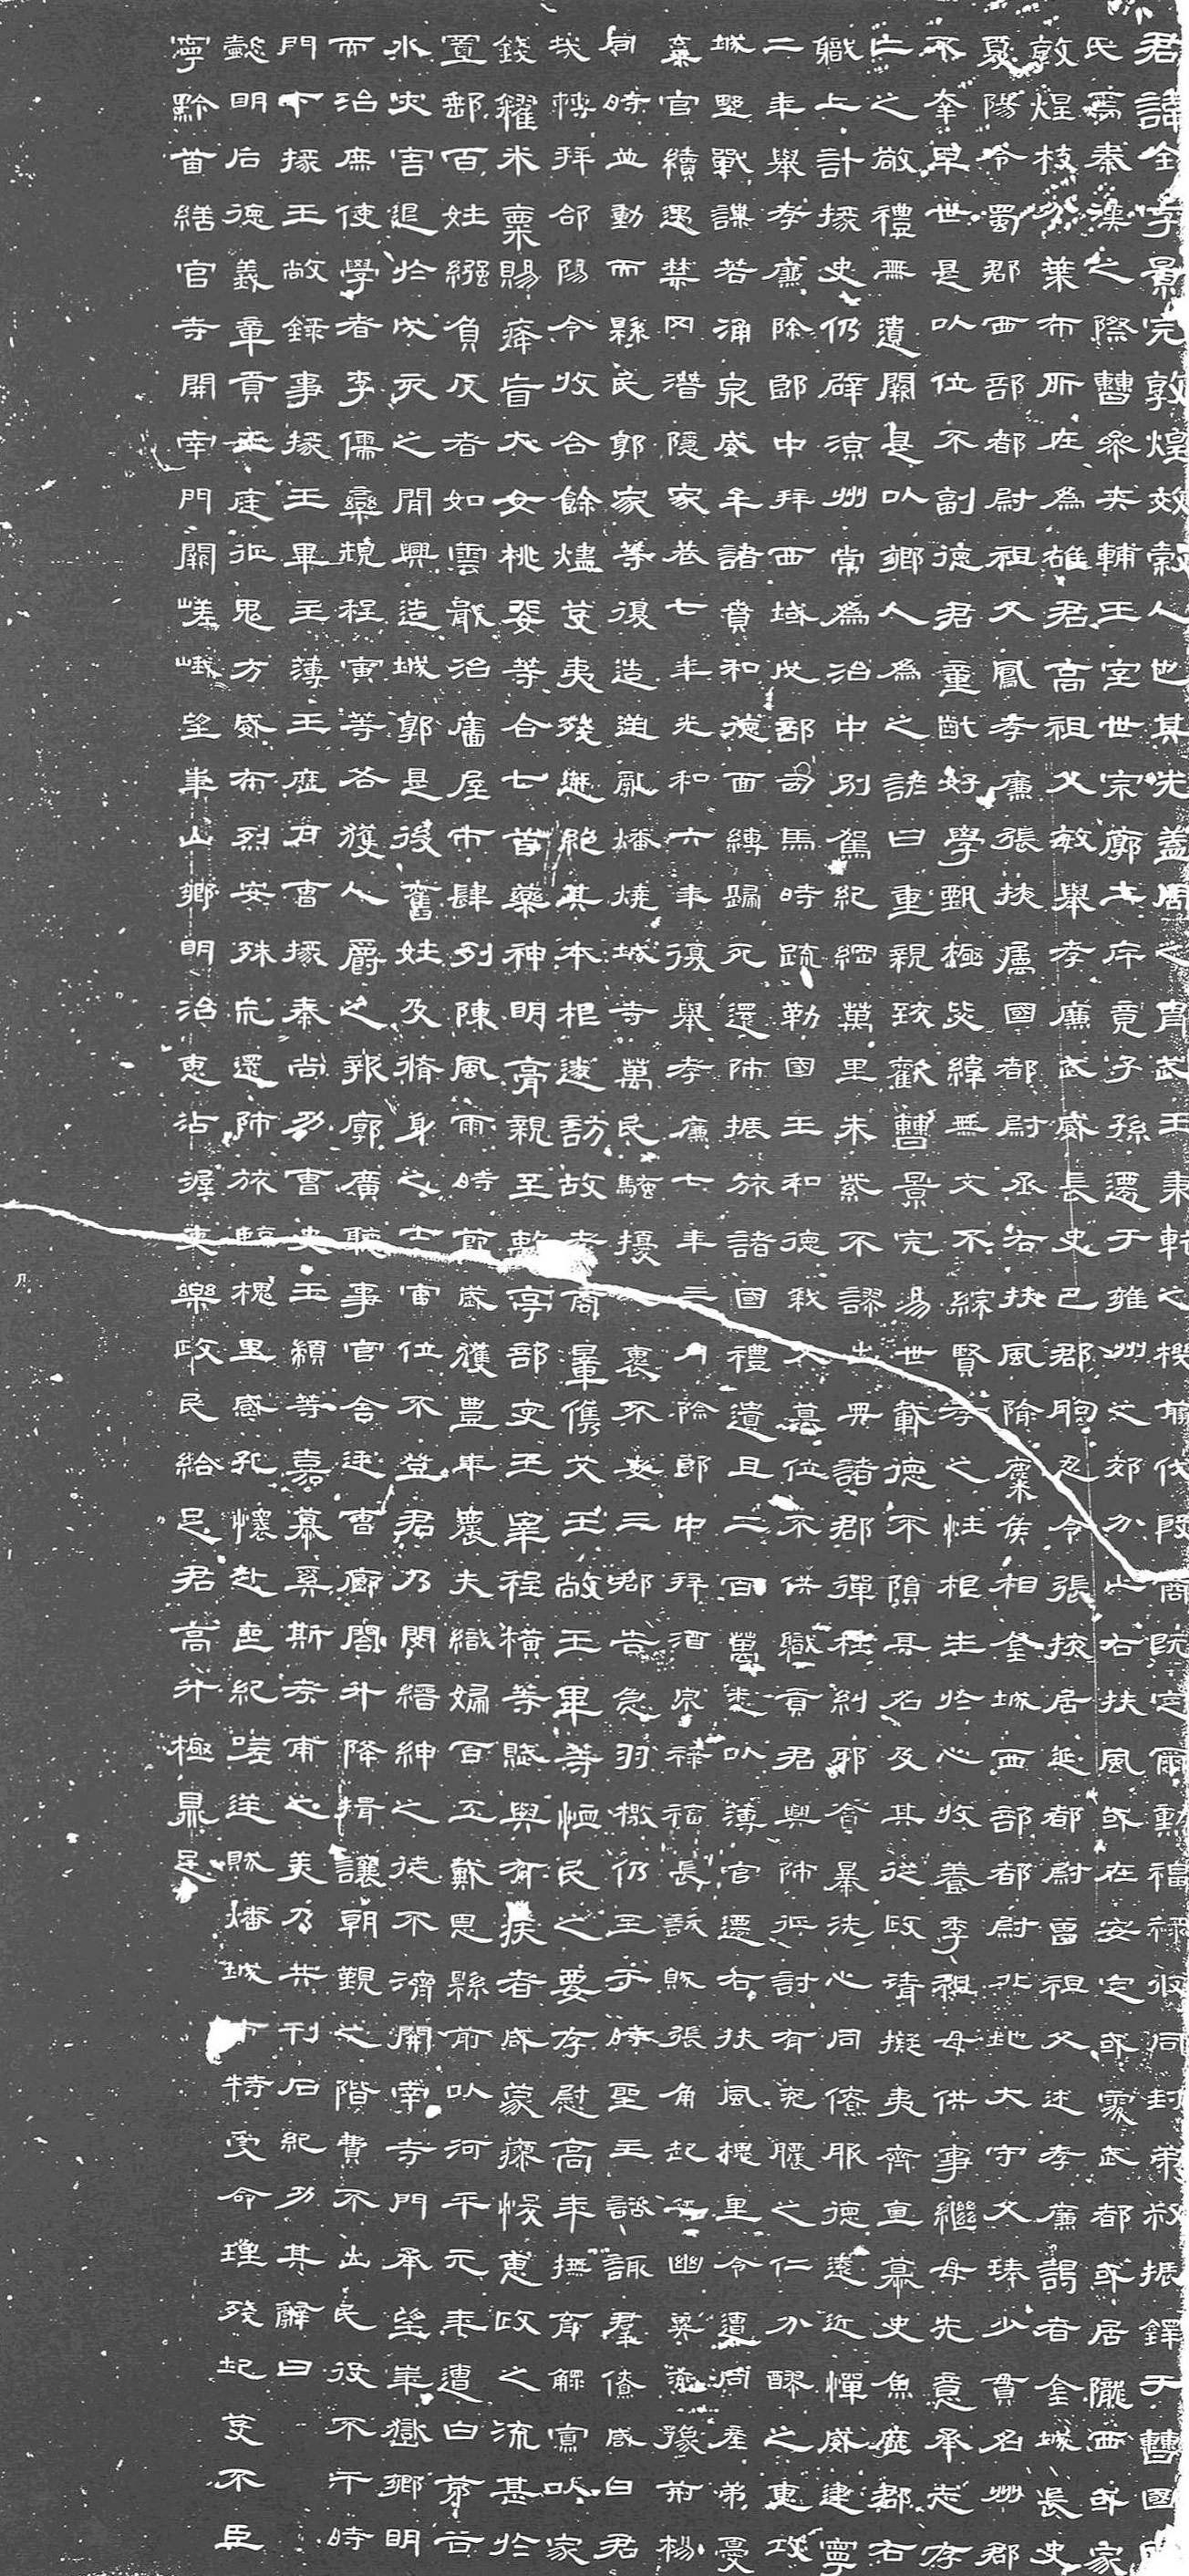 君諱全字景完敦煌效穀人也其先蓋周之胄武王秉乾之機翦伐殷商既定爾勳福祿攸同封弟叔振鐸于曹國
氏焉秦漢之際曹參夾輔王室世宗廓土斥竟子孫遷于雍州之郊分止右扶風或在安定或處武都或居隴西或家
敦煌枝分葉布所在為雄君高祖父敏舉孝廉武威長史巴郡朐忍令張掖居延都尉曾祖父述孝廉謁者金城長史
夏陽令蜀郡西部都尉祖父鳳孝廉張掖屬國都尉丞右扶風隃麋侯相金城西部都尉北地大守父琫少貫名州郡
不幸早世是以位不副德君童齔好學甄極毖緯無文不綜賢孝之性根生於心收養季祖母供事繼母先意承志存
亡之敬禮無遺闕是以鄉人為之諺曰重親致歡曹景完易世載德不隕其名及其從政清擬夷齊直慕史魚歷郡右
職上計掾史仍辟涼州常為治中別駕紀綱萬里朱紫不謬出典諸郡彈枉糾邪貪暴洗心同僚服德遠近憚威建寧
二年舉孝廉除郎中拜西域戊部司馬時疏勒國王和德弒父篡位不供職貢君興師征討有兗膿之仁分醪之惠攻
城野戰謀若涌泉威牟諸賁和德面縛歸死還師振旅諸國禮遺且二百萬悉以薄官遷右扶風槐里令遭同產弟憂
棄官續遇禁冈潛隱家巷七年光和六年復舉孝廉七年三月除郎中拜酒泉祿福長訞賊張角起兵幽冀兗豫荊楊
同時並動而縣民郭家等復造逆亂燔燒城寺萬民騷擾人裹不安三郡告急羽檄仍至于時聖主諮諏群僚咸曰君
哉轉拜郃陽令收合餘燼芟夷殘迸絕其本根遂訪故老商暈儁艾王敞王畢等恤民之要存慰高年撫育鰥寡以家
錢糴米粟賜癃盲大女桃斐等合七首藥神明膏親至離亭部吏王宰程橫等賦與有疾者咸蒙瘳悛惠政之流甚於
置郵百姓繈負反者如雲戢治廧屋市肆列陳風雨時節歲獲豐年農夫織婦百工戴恩縣前以河平元年遭白茅谷
水灾害退於戌亥之間興造城郭是後舊姓及脩身之士官位不登君乃閔縉紳之徒不濟開南寺門承望華嶽鄉明
而治庶使學者李儒欒規程寅等各獲人爵之報廓廣聽事官舍廷曹廊閣升降揖讓朝覲之階費不出民役不干時
門下掾王敞錄事掾王畢主簿王歷戶曹掾秦尚功曹史王顓等嘉慕奚斯考甫之美乃共刊石紀功其辭曰
懿明后德義章貢王庭征鬼方威布烈安殊巟還師旅臨槐里感孔懷赴喪紀嗟逆賊燔城市特受命理殘圮芟不臣
寧黔首繕官寺開南門闕嵯峨望華山鄉明治惠沾渥吏樂政民給足君高升極鼎足